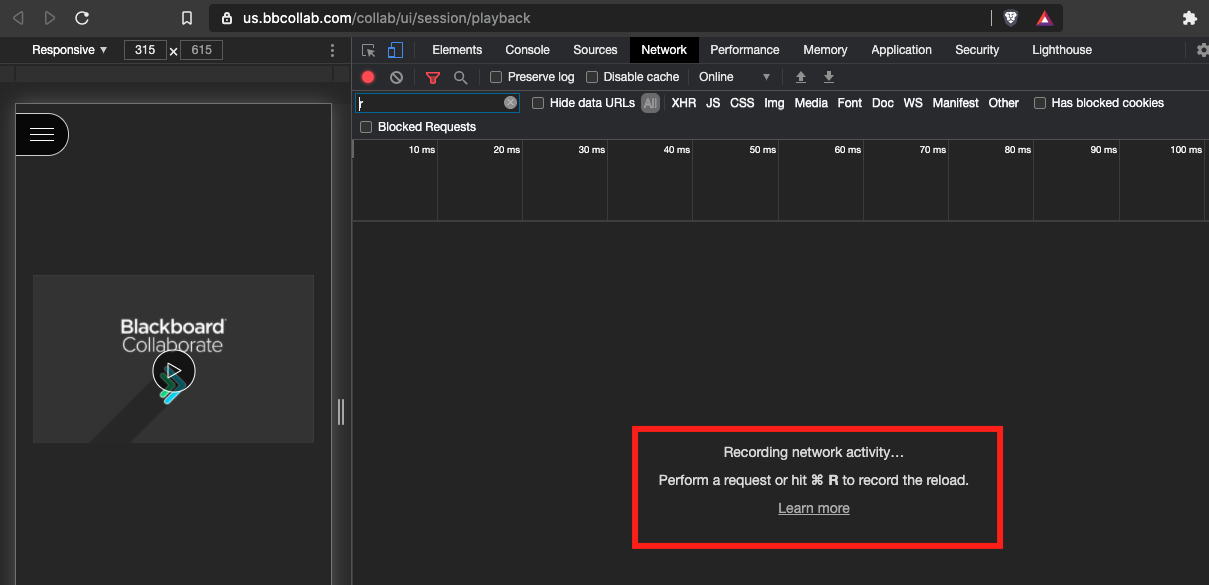 us.bbcollab.com/collab/ui/session/playback
Responsive ▼ 315 × 615
Elements Console Sources Network Performance Memory Application Security Lighthouse
Preserve log Disable cache Online ▼
r Hide data URLs All XHR JS CSS Img Media Font Doc WS Manifest Other Has blocked cookies
Blocked Requests
10 ms 20 ms 30 ms 40 ms 50 ms 60 ms 70 ms 80 ms 90 ms 100 ms
Blackboard
Collaborate
Recording network activity…
Perform a request or hit ⌘ R to record the reload.
Learn more